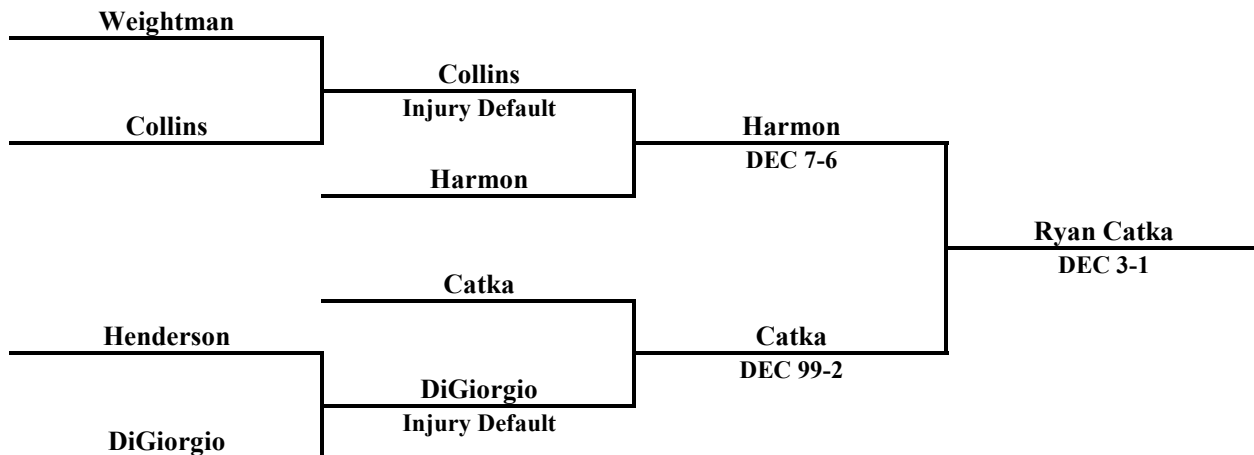 Weightman
Collins
Injury Default
Collins
Harmon
DEC 7-6
Harmon
Ryan Catka
DEC 3-1
Catka
Henderson
Catka
DEC 99-2
DiGiorgio
Injury Default
DiGiorgio